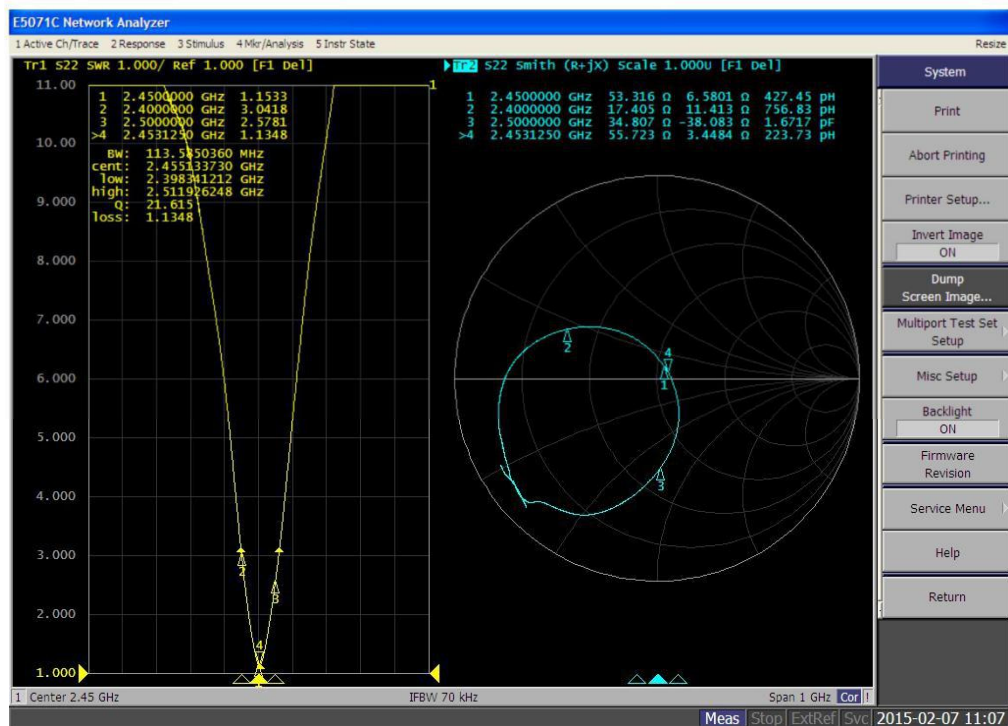 E5071C Network Analyzer
1 Active Ch/Trace 2 Response 3 Stimulus 4 Mkr/Analysis 5 Instr State
Resize
Tr1 S22 SWR 1.000/ Ref 1.000 [F1 Del]
11.00
10.00
9.000
8.000
7.000
6.000
5.000
4.000
3.000
2.000
1.000
1 2.4500000 GHz 1.1533
2 2.4000000 GHz 3.0418
3 2.5000000 GHz 2.5781
>4 2.4531250 GHz 1.1348
BW: 113.5850360 MHz
cent: 2.455133730 GHz
low: 2.398341212 GHz
high: 2.511926248 GHz
Q: 21.615
loss: 1.1348
1
2
3
4
Tr2 S22 Smith (R+jX) Scale 1.000U [F1 Del]
1 2.4500000 GHz 53.316 Ω 6.5801 Ω 427.45 pH
2 2.4000000 GHz 17.405 Ω 11.413 Ω 756.83 pH
3 2.5000000 GHz 34.807 Ω -38.083 Ω 1.6717 pF
>4 2.4531250 GHz 55.723 Ω 3.4484 Ω 223.73 pH
2
4
1
3
System
Print
Abort Printing
Printer Setup...
Invert Image
ON
Dump
Screen Image...
Multiport Test Set
Setup
Misc Setup
Backlight
ON
Firmware
Revision
Service Menu
Help
Return
1 Center 2.45 GHz
IFBW 70 kHz
Span 1 GHz Cor !
Meas Stop ExtRef Svc 2015-02-07 11:07